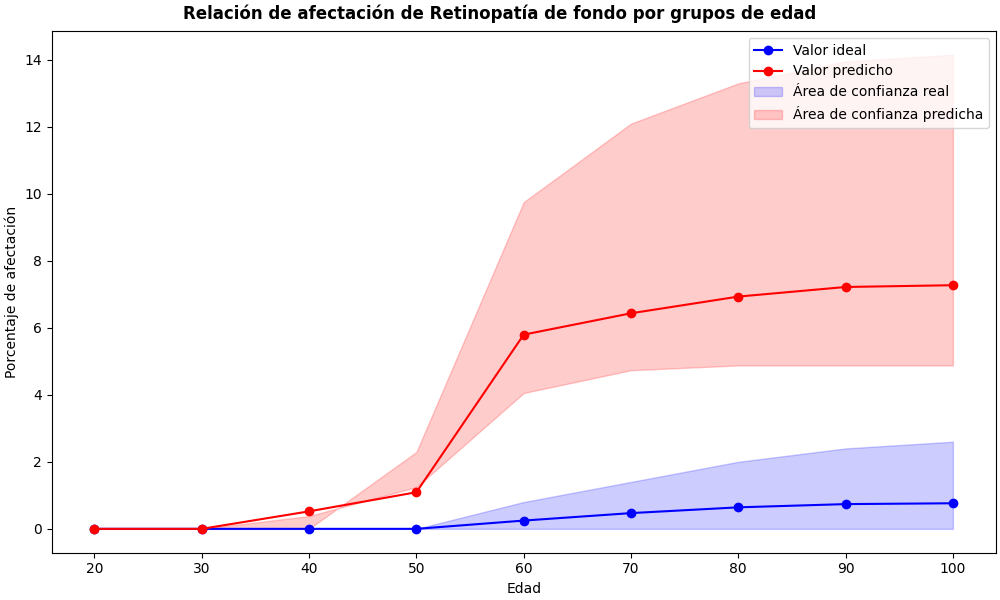 Relación de afectación de Retinopatía de fondo por grupos de edad
Valor ideal
Valor predicho
Área de confianza real
Área de confianza predicha
Porcentaje de afectación
14
12
10
8
6
4
2
0
20 30 40 50 60 70 80 90 100
Edad